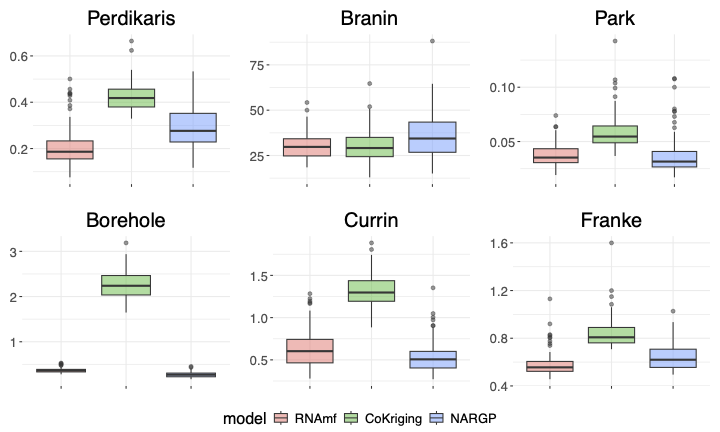 Perdikaris
Branin
Park
0.6
0.4
0.2
75
50
25
0.10
0.05
Borehole
Currin
Franke
3
2
1
1.5
1.0
0.5
1.6
1.2
0.8
0.4
model RNAmf CoKriging NARGP